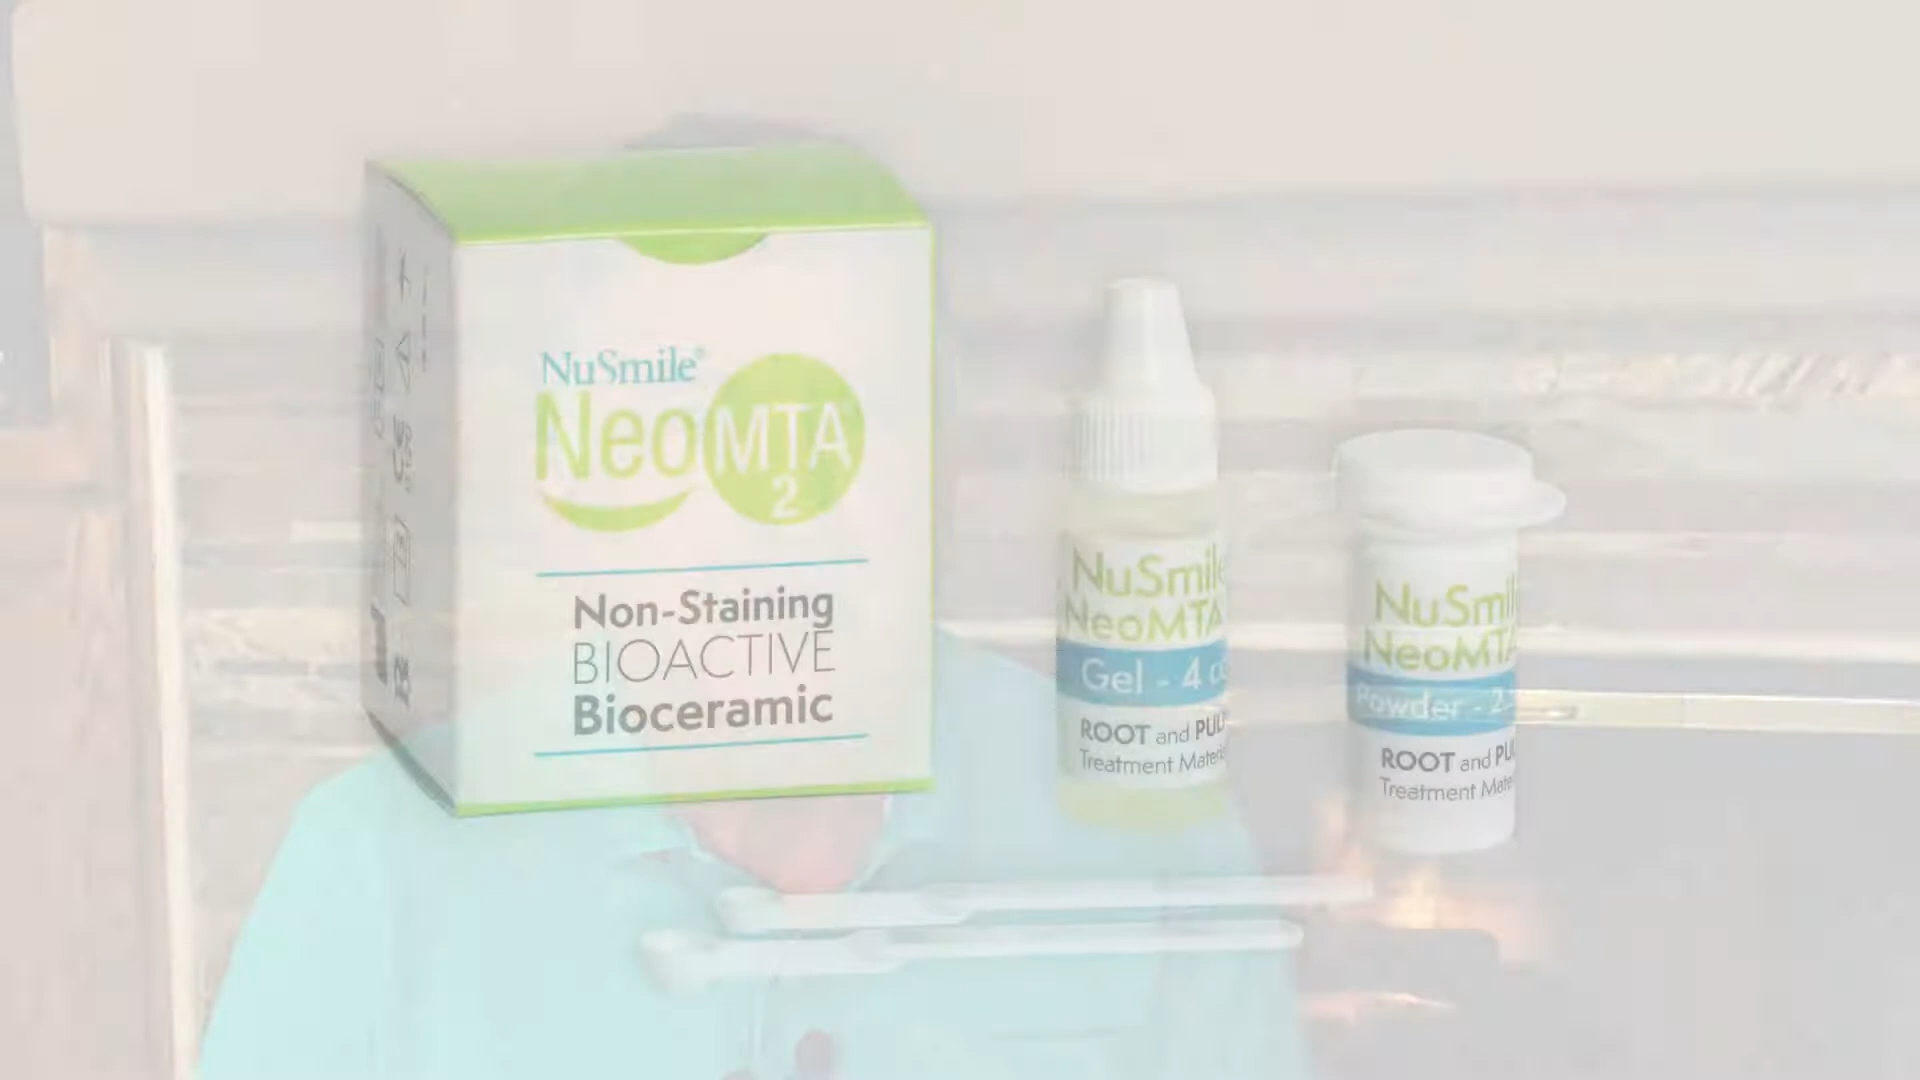 NuSmile®
NeoMTA
2
Non-Staining
BIOACTIVE
Bioceramic
NuSmile
NeoMTA
Gel - 4
ROOT and
Treatment
NeoMTA
Powder - 2
ROOT and
Treatment